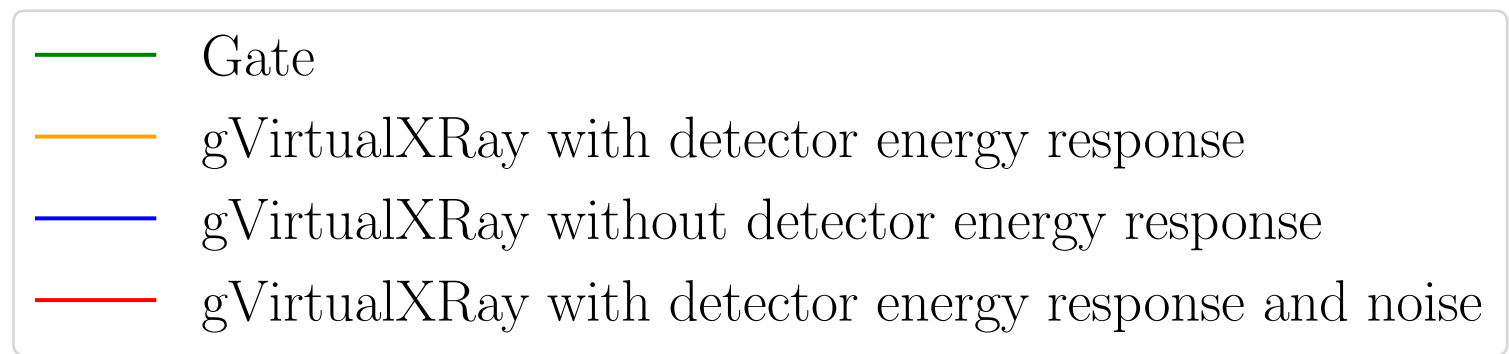 Gate
gVirtualXRay with detector energy response
gVirtualXRay without detector energy response
gVirtualXRay with detector energy response and noise